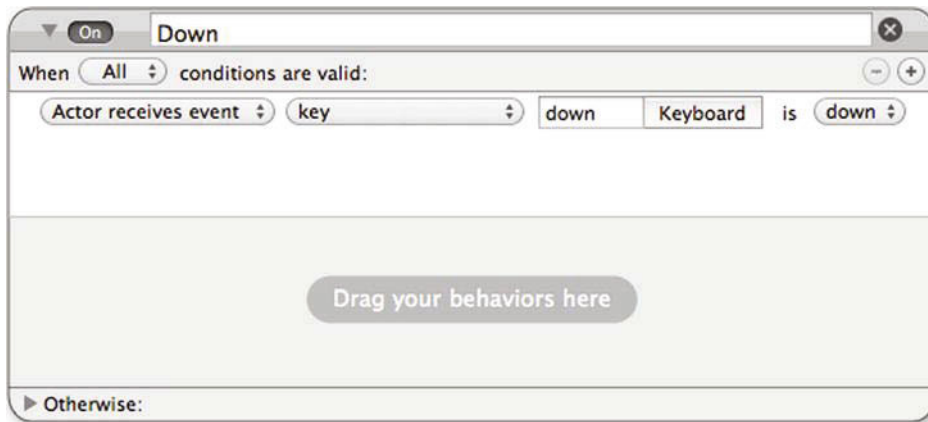 On Down
When All conditions are valid:
Actor receives event key down Keyboard is down
Drag your behaviors here
Otherwise: